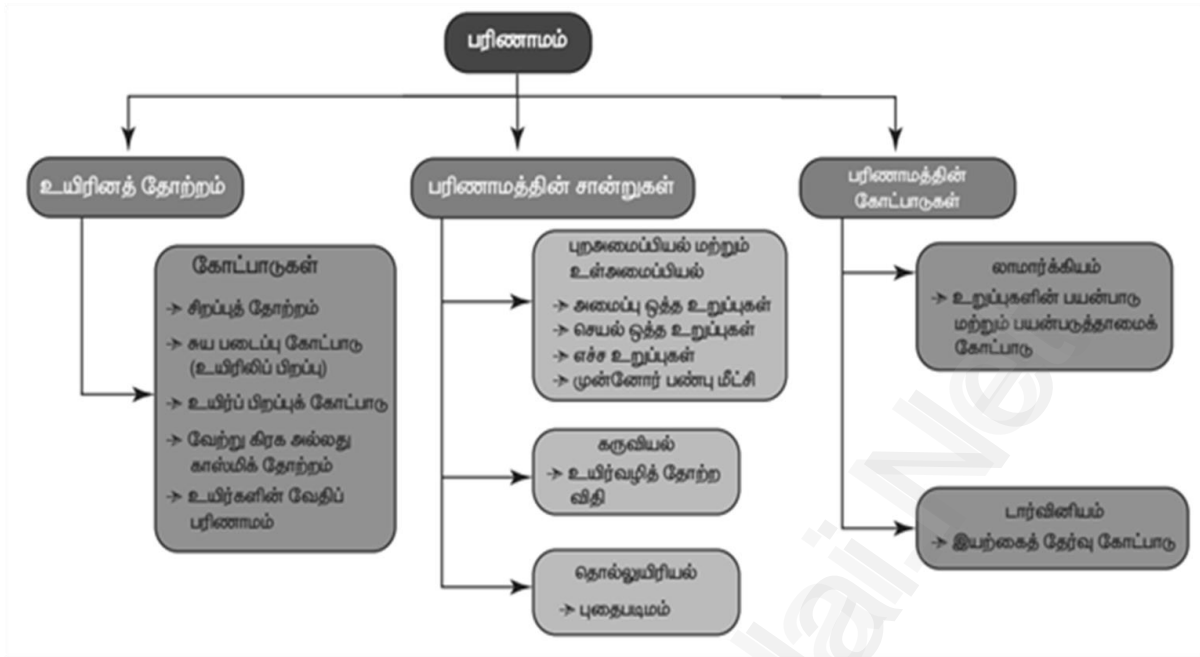 பரிணாமம்
உயிரினத் தோற்றம்
கோட்பாடுகள்
→ சிறப்புத் தோற்றம்
→ சுய படைப்பு கோட்பாடு
(உயிரிலிப் பிறப்பு)
→ உயிர்ப் பிறப்புக் கோட்பாடு
→ வேற்று கிரக அல்லது
காஸ்மிக் தோற்றம்
→ உயிர்களின் வேதிப்
பரிணாமம்
பரிணாமத்தின் சான்றுகள்
புறஅமைப்பியல் மற்றும்
உள்அமைப்பியல்
→ அமைப்பு ஒத்த உறுப்புகள்
→ செயல் ஒத்த உறுப்புகள்
→ எச்ச உறுப்புகள்
→ முன்னோர் பண்பு மீட்சி
கருவியல்
→ உயிர்வழித் தோற்ற
விதி
தொல்லுயிரியல்
→ புதைபடிமம்
பரிணாமத்தின்
கோட்பாடுகள்
லாமார்க்கியம்
→ உறுப்புகளின் பயன்பாடு
மற்றும் பயன்படுத்தாமைக்
கோட்பாடு
டார்வினியம்
→ இயற்கைத் தேர்வு கோட்பாடு